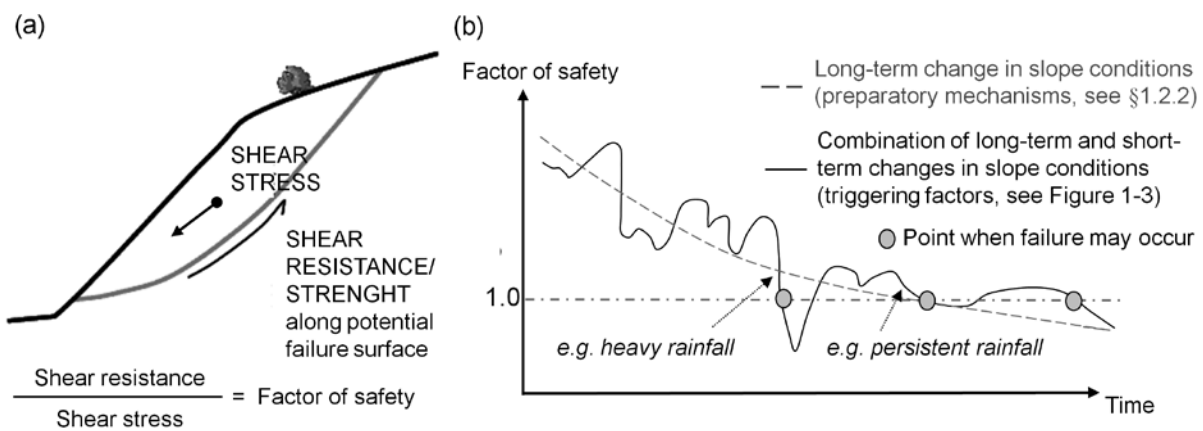 (a)
SHEAR
STRESS
SHEAR
RESISTANCE/
STRENGHT
along potential
failure surface
Shear resistance
Shear stress
= Factor of safety
(b)
Factor of safety
Long-term change in slope conditions
(preparatory mechanisms, see §1.2.2)
Combination of long-term and short-
term changes in slope conditions
(triggering factors, see Figure 1-3)
Point when failure may occur
1.0
e.g. heavy rainfall
e.g. persistent rainfall
Time